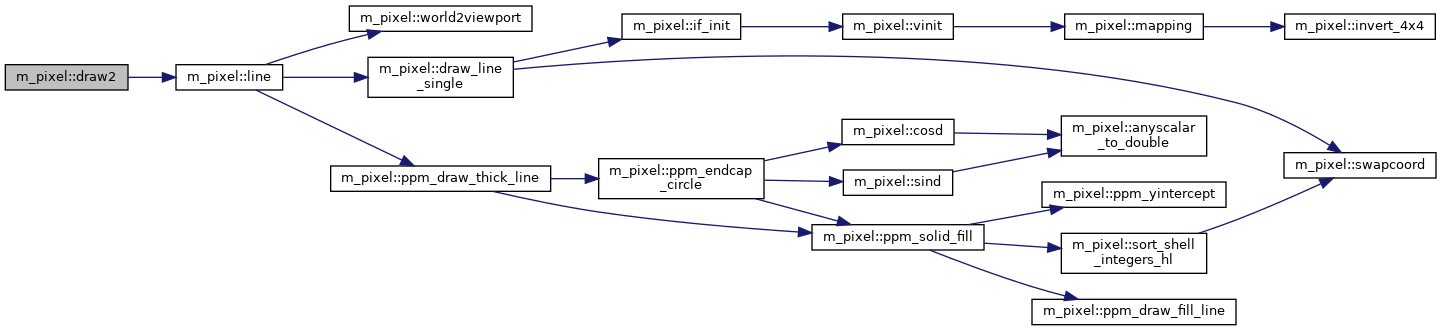 m_pixel::draw2
m_pixel::line
m_pixel::world2viewport
m_pixel::draw_line
_single
m_pixel::ppm_draw_thick_line
m_pixel::if_init
m_pixel::vinit
m_pixel::mapping
m_pixel::invert_4x4
m_pixel::ppm_endcap
_circle
m_pixel::cosd
m_pixel::sind
m_pixel::anyscalar
_to_double
m_pixel::ppm_solid_fill
m_pixel::ppm_yintercept
m_pixel::sort_shell
_integers_hl
m_pixel::ppm_draw_fill_line
m_pixel::swapcoord